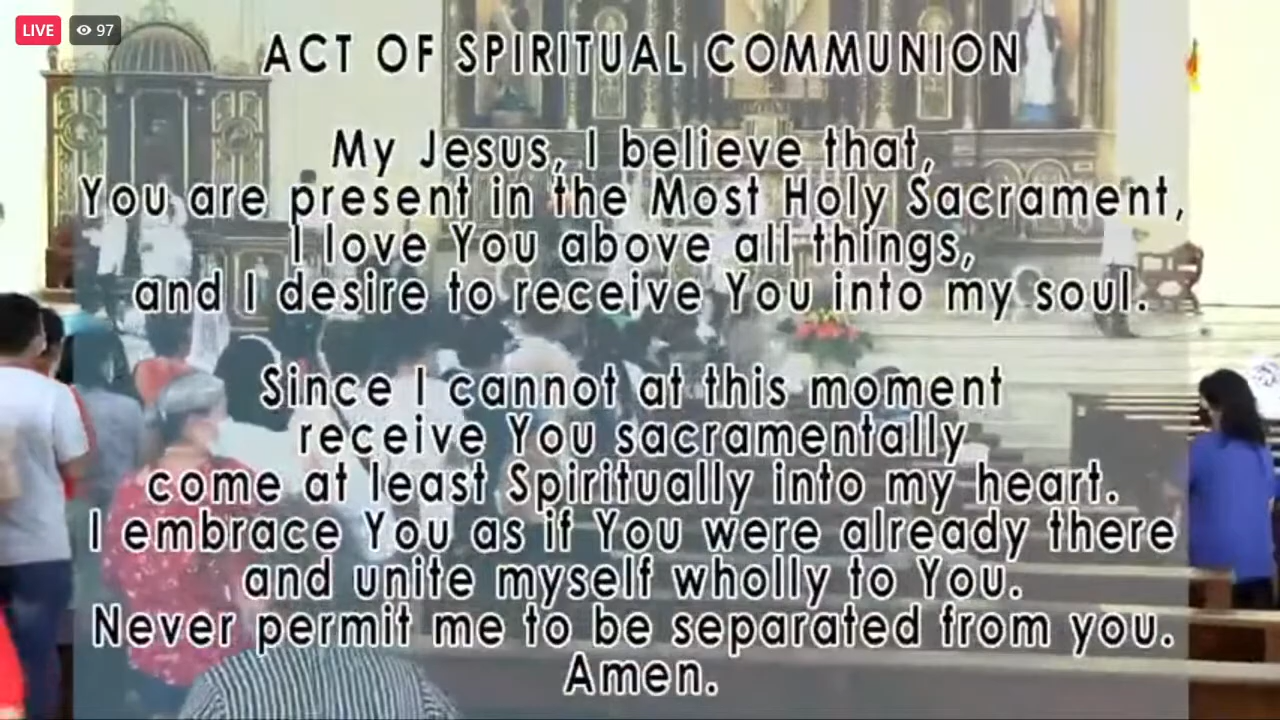 LIVE 97
ACT OF SPIRITUAL COMMUNION
My Jesus, I believe that,
You are present in the Most Holy Sacrament,
I love You above all things,
and I desire to receive You into my soul.
Since I cannot at this moment
receive You sacramentally
come at least Spiritually into my heart.
I embrace You as if You were already there
and unite myself wholly to You.
Never permit me to be separated from you.
Amen.